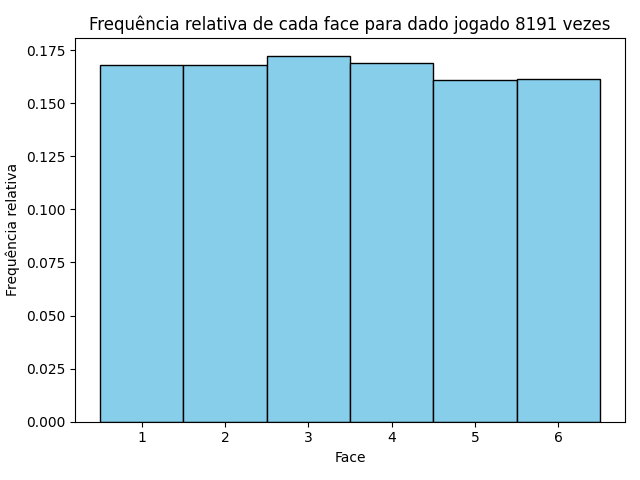 Frequência relativa de cada face para dado jogado 8191 vezes
0.175
0.150
0.125
0.100
0.075
0.050
0.025
0.000
Frequência relativa
1 2 3 4 5 6
Face